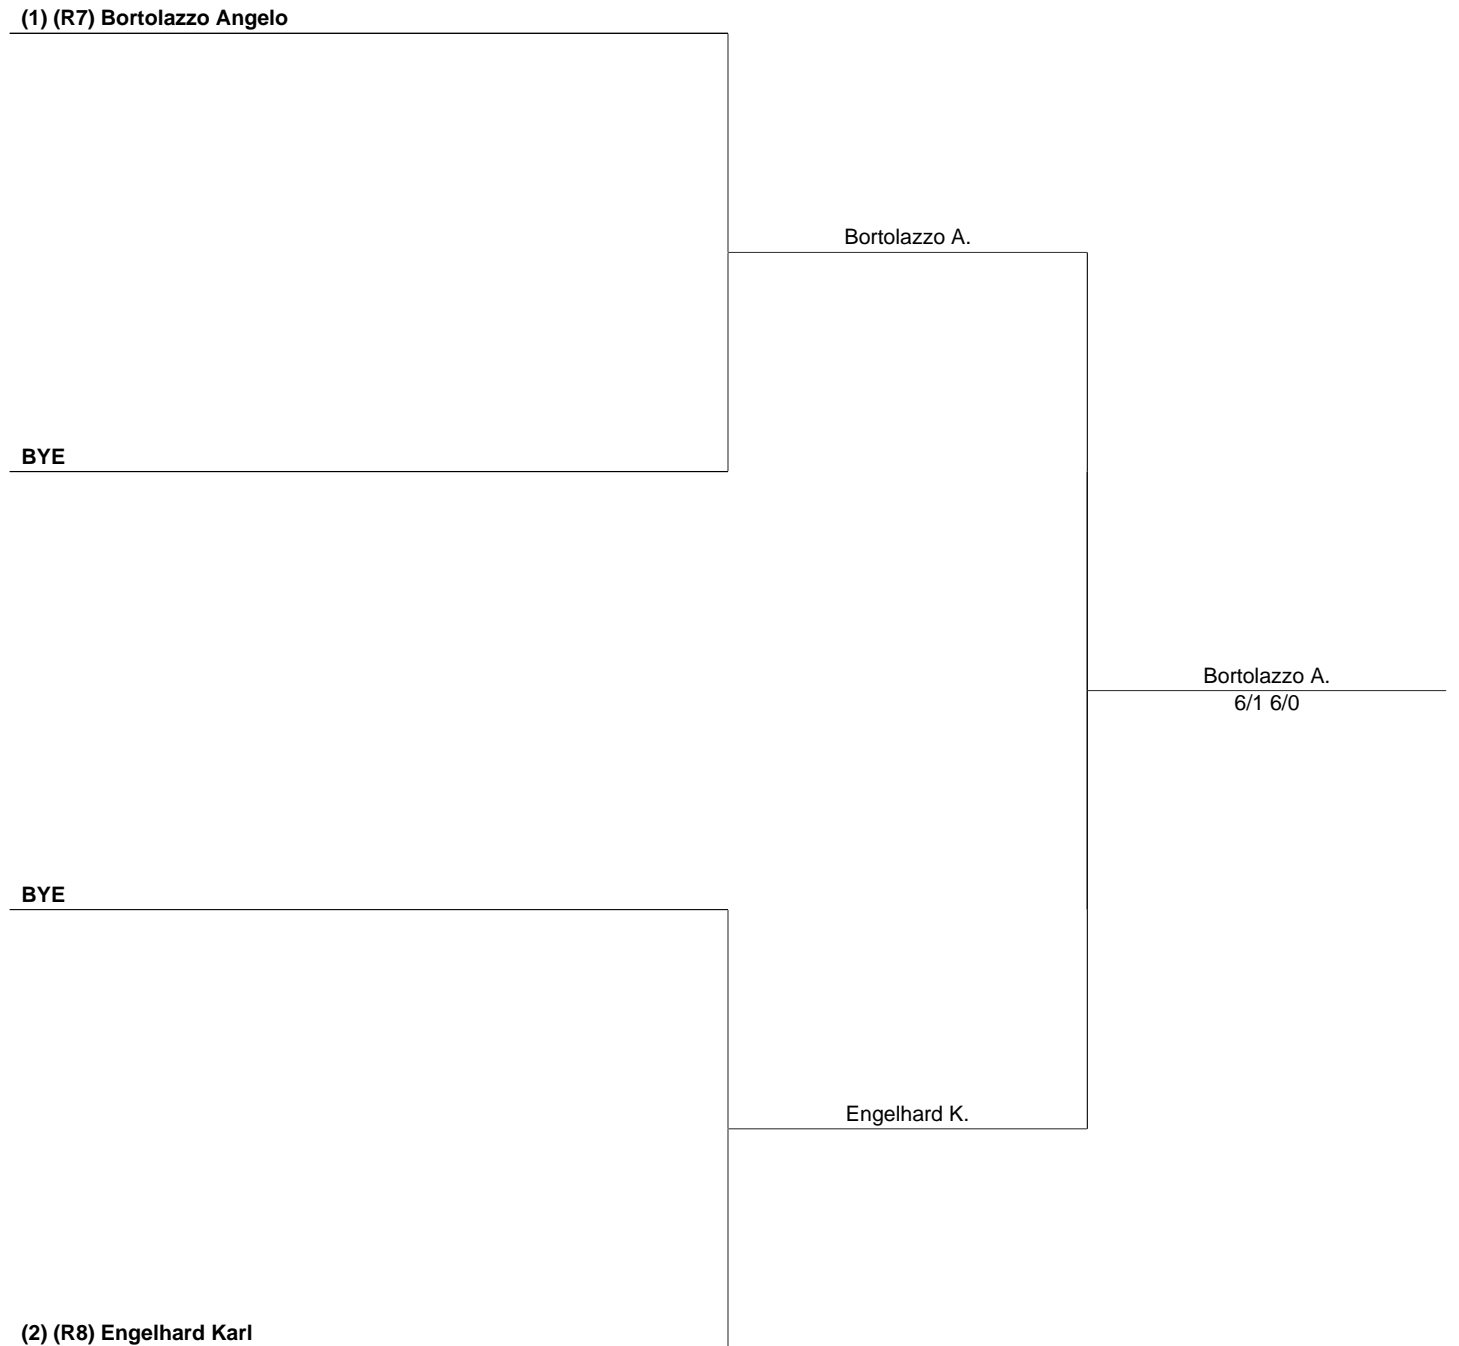 (1) (R7) Bortolazzo Angelo
Bortolazzo A.
BYE
Bortolazzo A.
6/1 6/0
BYE
Engelhard K.
(2) (R8) Engelhard Karl